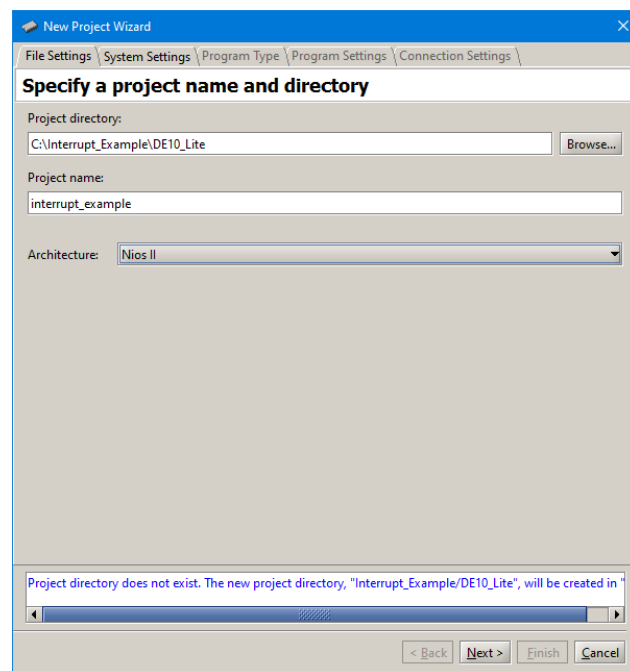 New Project Wizard
File Settings System Settings Program Type Program Settings Connection Settings
Specify a project name and directory
Project directory:
C:\Interrupt_Example\DE10_Lite Browse...
Project name:
interrupt_example
Architecture: Nios II
Project directory does not exist. The new project directory, "Interrupt_Example/DE10_Lite", will be created in "
< Back Next > Finish Cancel